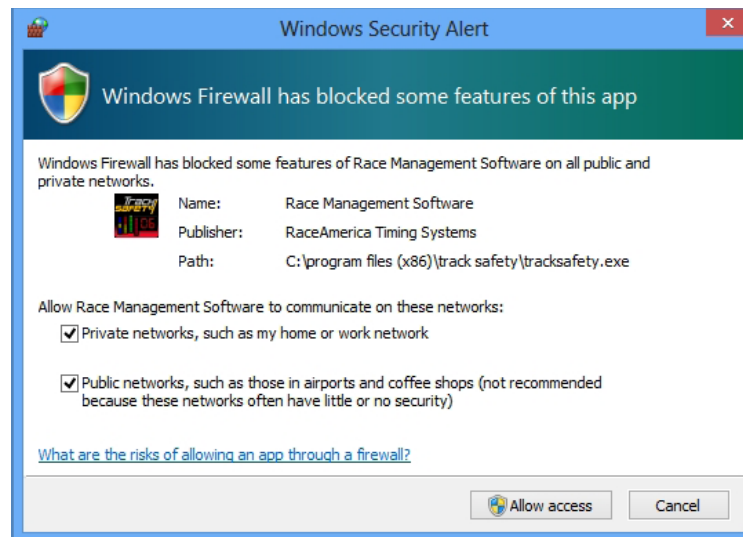 Windows Security Alert
Windows Firewall has blocked some features of this app
Windows Firewall has blocked some features of Race Management Software on all public and
private networks.
Track
SAFETY
Name: Race Management Software
Publisher: RaceAmerica Timing Systems
Path: C:\program files (x86)\track safety\tracksafety.exe
Allow Race Management Software to communicate on these networks:
Private networks, such as my home or work network
Public networks, such as those in airports and coffee shops (not recommended
because these networks often have little or no security)
What are the risks of allowing an app through a firewall?
Allow access Cancel